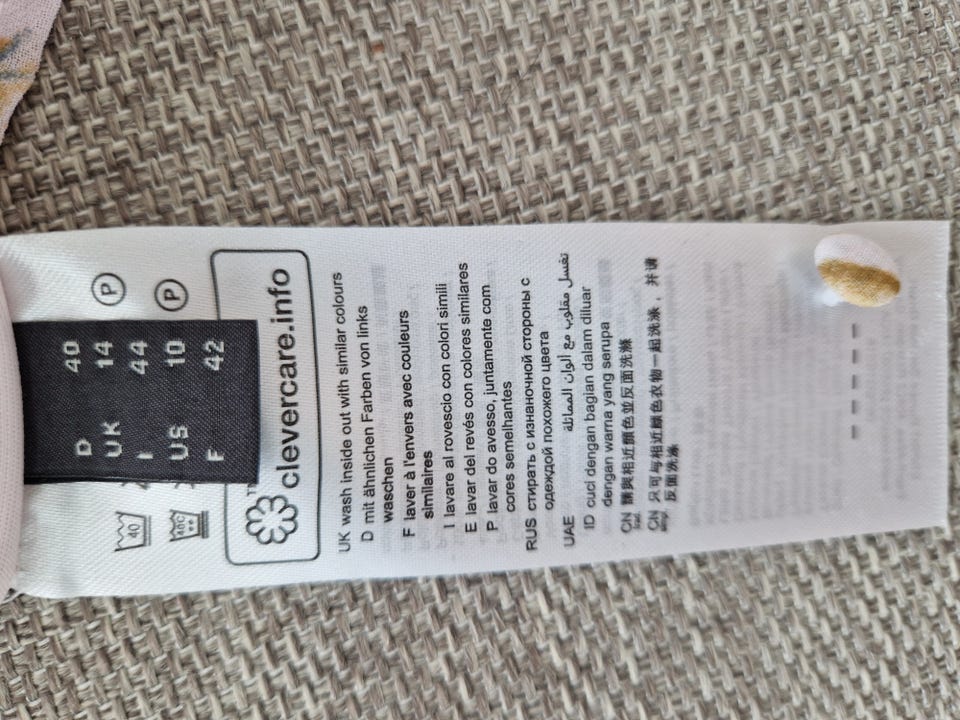 D 40
UK 14
I 44
US 10
F 42
P
P
40
40C
clevercare.info
TM
UK wash inside out with similar colours
D mit ähnlichen Farben von links
waschen
F laver à l'envers avec couleurs
similaires
I lavare al rovescio con colori simili
E lavar del revés con colores similares
P lavar do avesso, juntamente com
cores semelhantes
RUS стирать с изнаночной стороны с
одеждой похожего цвета
UAE تغسل مقلوب مع ألوان المماثلة
ID cuci dengan bagian dalam diluar
dengan warna yang serupa
CN 請與相近顏色並反面洗滌
CN 只可与相近颜色衣物一起洗涤，并请
反面洗涤